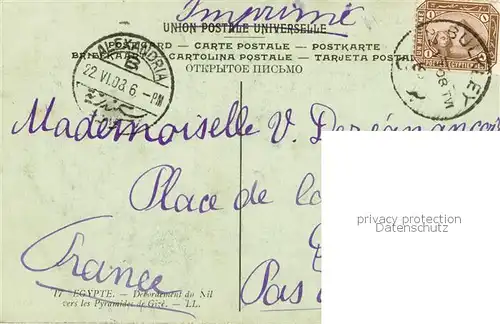 Imprimé
UNION POSTALE UNIVERSELLE
POSTCARD - CARTE POSTALE - POSTKARTE
CARTOLINA POSTALE - TARJETA POSTAL
ОТКРЫТОЕ ПИСЬМО
ALEXANDRIA
B
22.VI.08.6-PM
BULKELEY
Mademoiselle V.
Place de la
France
Pas
17 EGYPTE. - Débordement du Nil
vers les Pyramides de Gizé. - LL.
privacy protection
Datenschutz